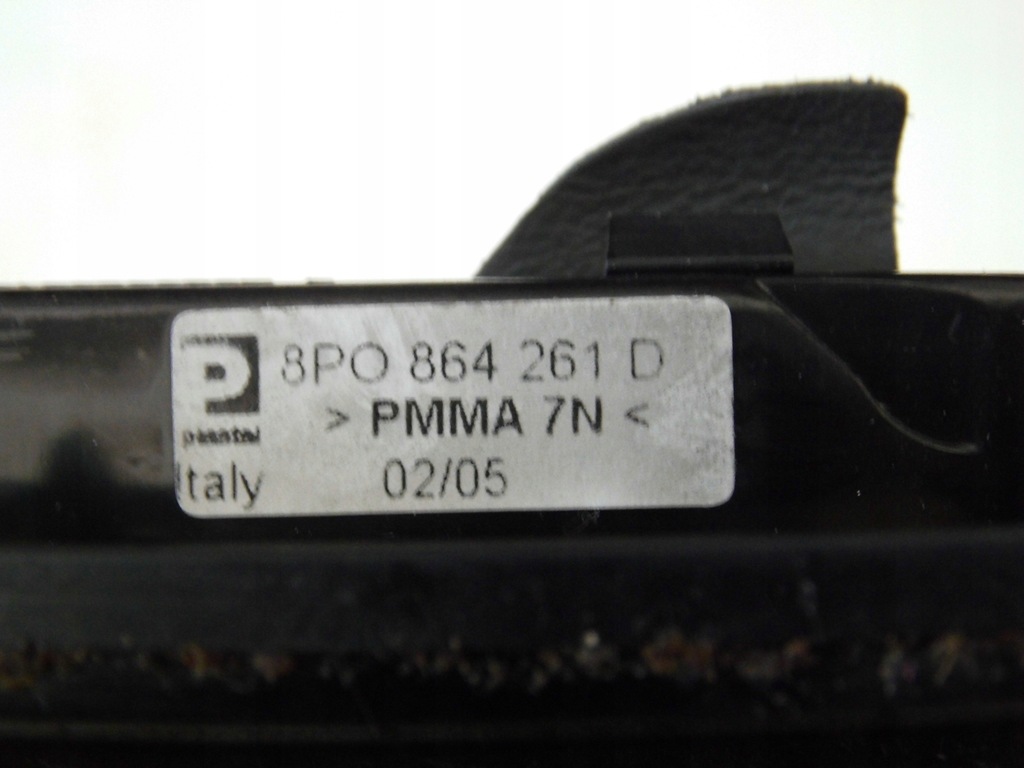 8PO 864 261 D
> PMMA 7N <
Italy 02/05